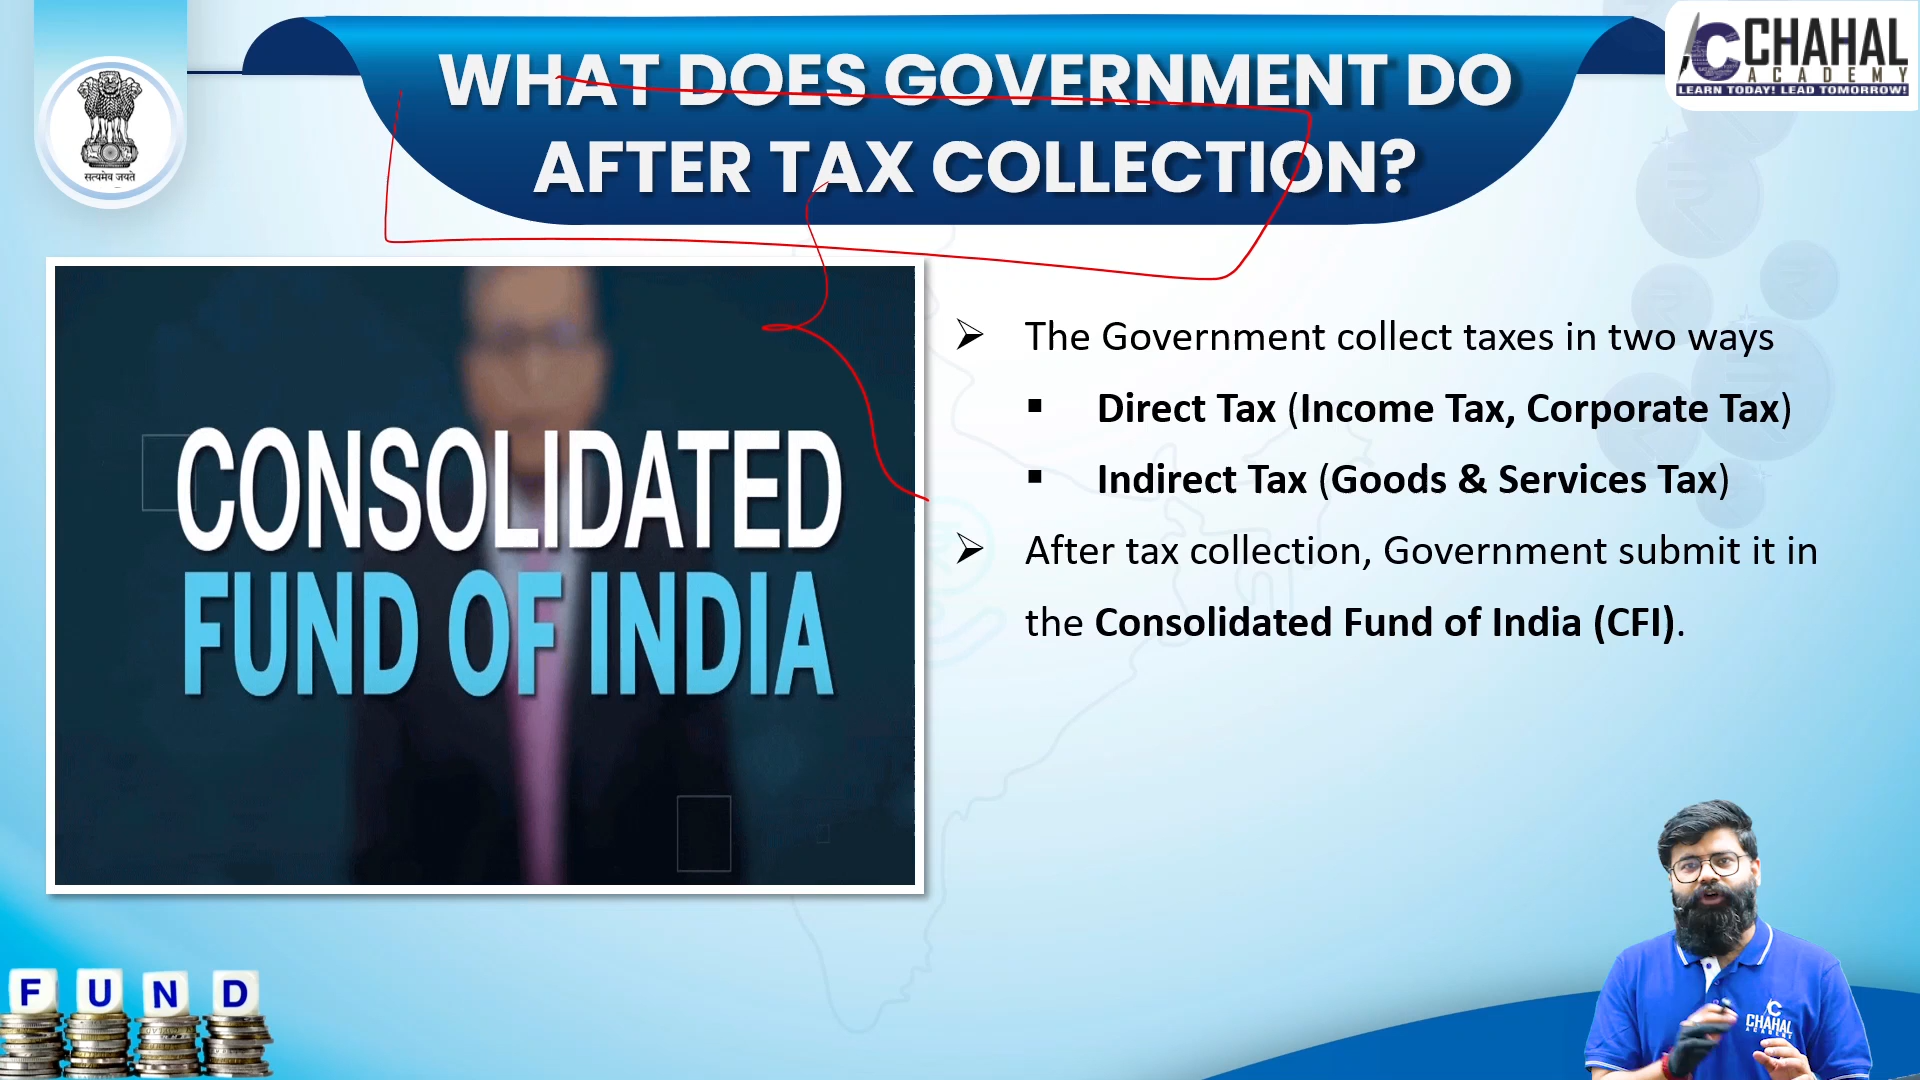 WHAT DOES GOVERNMENT DO
AFTER TAX COLLECTION?
CHAHAL
ACADEMY
LEARN TODAY! LEAD TOMORROW!
सत्यमेव जयते
CONSOLIDATED
FUND OF INDIA
The Government collect taxes in two ways
Direct Tax (Income Tax, Corporate Tax)
Indirect Tax (Goods & Services Tax)
After tax collection, Government submit it in
the Consolidated Fund of India (CFI).
FUND
CHAHAL
ACADEMY